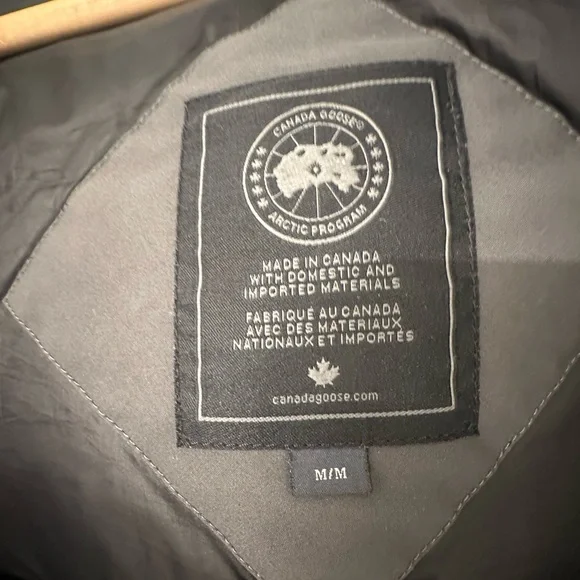 CANADA GOOSE®
ARCTIC PROGRAM
MADE IN CANADA
WITH DOMESTIC AND
IMPORTED MATERIALS
FABRIQUÉ AU CANADA
AVEC DES MATERIAUX
NATIONAUX ET IMPORTÉS
canadagoose.com
M/M